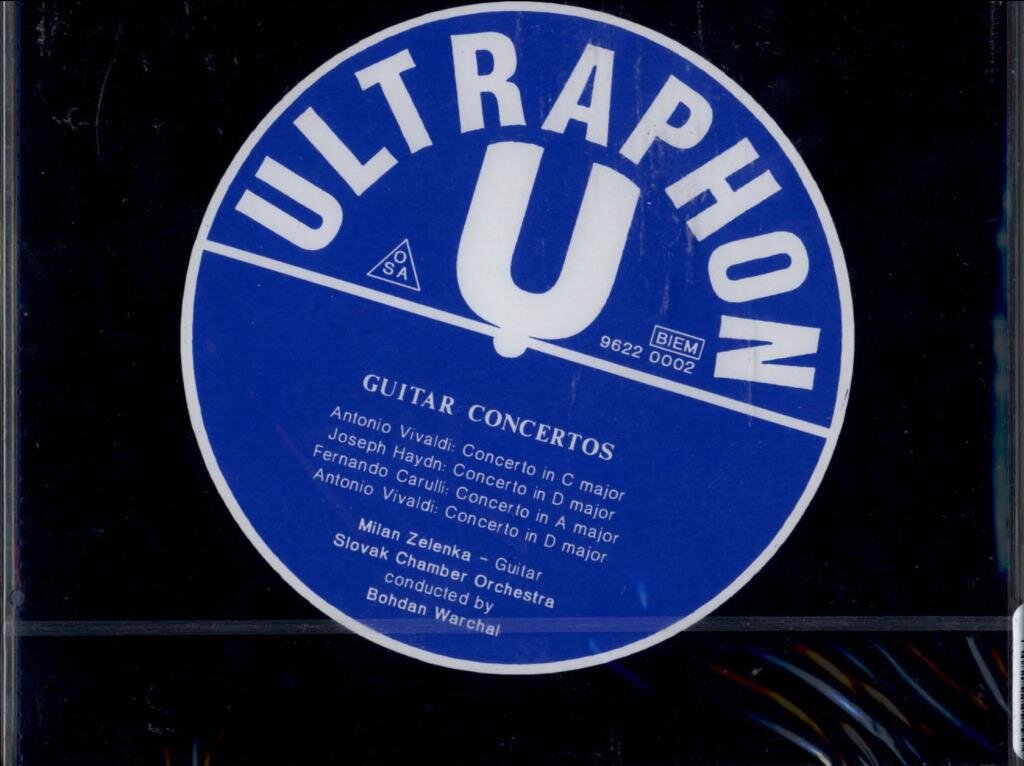 ULTRAPHON
U
OSA
BIEM
9622 0002
GUITAR CONCERTOS
Antonio Vivaldi: Concerto in C major
Joseph Haydn: Concerto in D major
Fernando Carulli: Concerto in A major
Antonio Vivaldi: Concerto in D major
Milan Zelenka – Guitar
Slovak Chamber Orchestra
conducted by
Bohdan Warchal